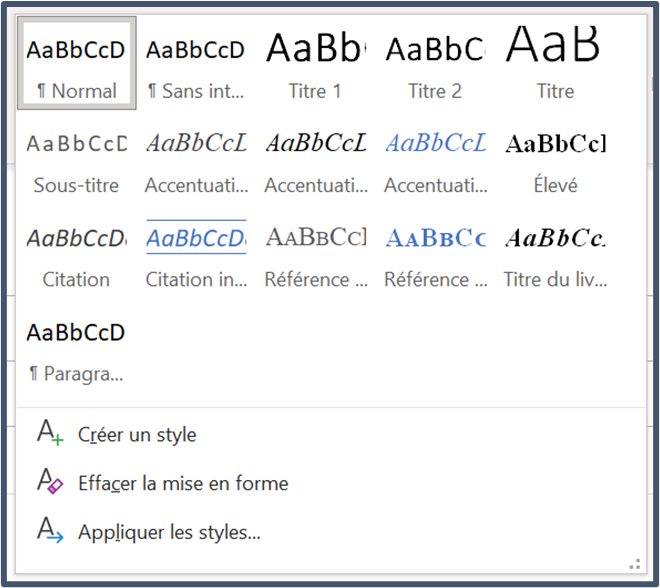 AaBbCcD AaBbCcD AaBb AaBbC AaB
¶ Normal ¶ Sans int... Titre 1 Titre 2 Titre
AaBbCcD AaBbCcL AaBbCcL AaBbCcL AaBbCcI
Sous-titre Accentuati... Accentuati... Accentuati... Élevé
AaBbCcD AaBbCcD AaBbCcI AaBbCc AaBbCc
Citation Citation in... Référence ... Référence ... Titre du liv...
AaBbCcD
¶ Paragra...
Créer un style
Effacer la mise en forme
Appliquer les styles...